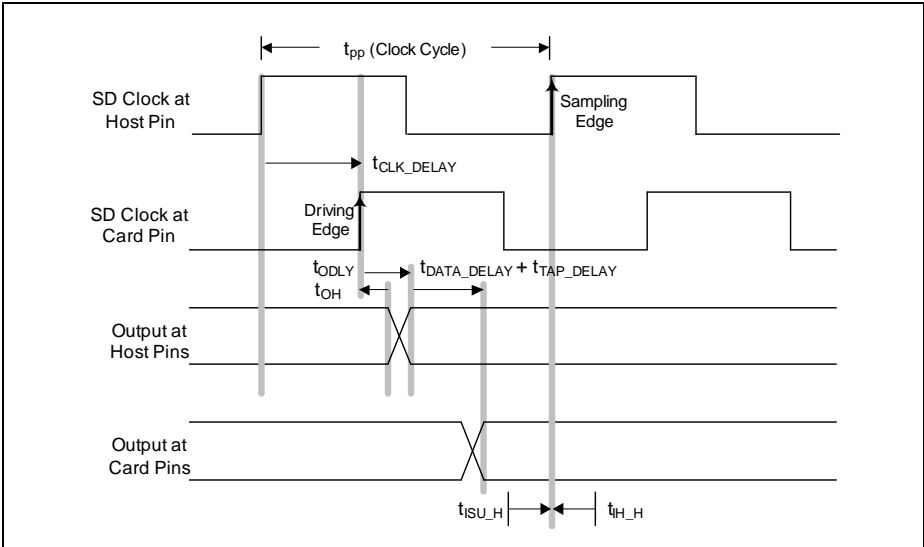 tpp (Clock Cycle)
SD Clock at
Host Pin
Sampling
Edge
tCLK_DELAY
SD Clock at
Card Pin
Driving
Edge
tODLY
tDATA_DELAY + tTAP_DELAY
tOH
Output at
Host Pins
Output at
Card Pins
tISU_H
tIH_H